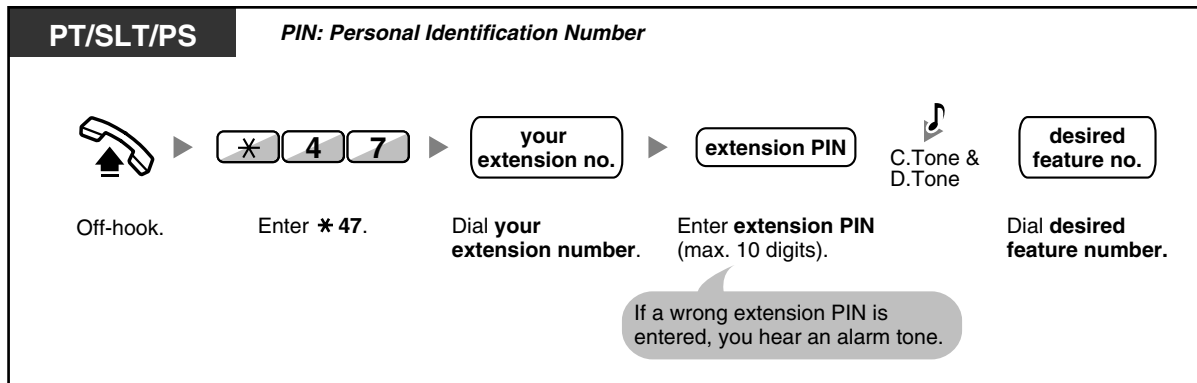 PT/SLT/PS
PIN: Personal Identification Number
* 4 7
your
extension no.
extension PIN
C.Tone &
D.Tone
desired
feature no.
Off-hook.
Enter * 47.
Dial your
extension number.
Enter extension PIN
(max. 10 digits).
Dial desired
feature number.
If a wrong extension PIN is
entered, you hear an alarm tone.